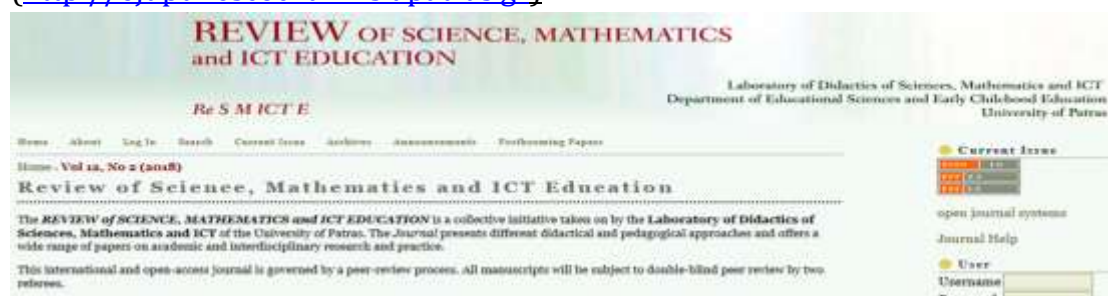 REVIEW OF SCIENCE, MATHEMATICS
and ICT EDUCATION
Laboratory of Didactics of Sciences, Mathematics and ICT
Department of Educational Sciences and Early Childhood Education
University of Patras
Re S M ICT E
Home About Log In Search Current Issue Archives Announcements Forthcoming Papers
Home > Vol 12, No 2 (2018)
Review of Science, Mathematics and ICT Education
The REVIEW of SCIENCE, MATHEMATICS and ICT EDUCATION is a collective initiative taken on by the Laboratory of Didactics of
Sciences, Mathematics and ICT of the University of Patras. The Journal presents different didactical and pedagogical approaches and offers a
wide range of papers on academic and interdisciplinary research and practice.
This international and open-access journal is governed by a peer-review process. All manuscripts will be subject to double-blind peer review by two
referees.
Current Issue
open journal systems
Journal Help
User
Username